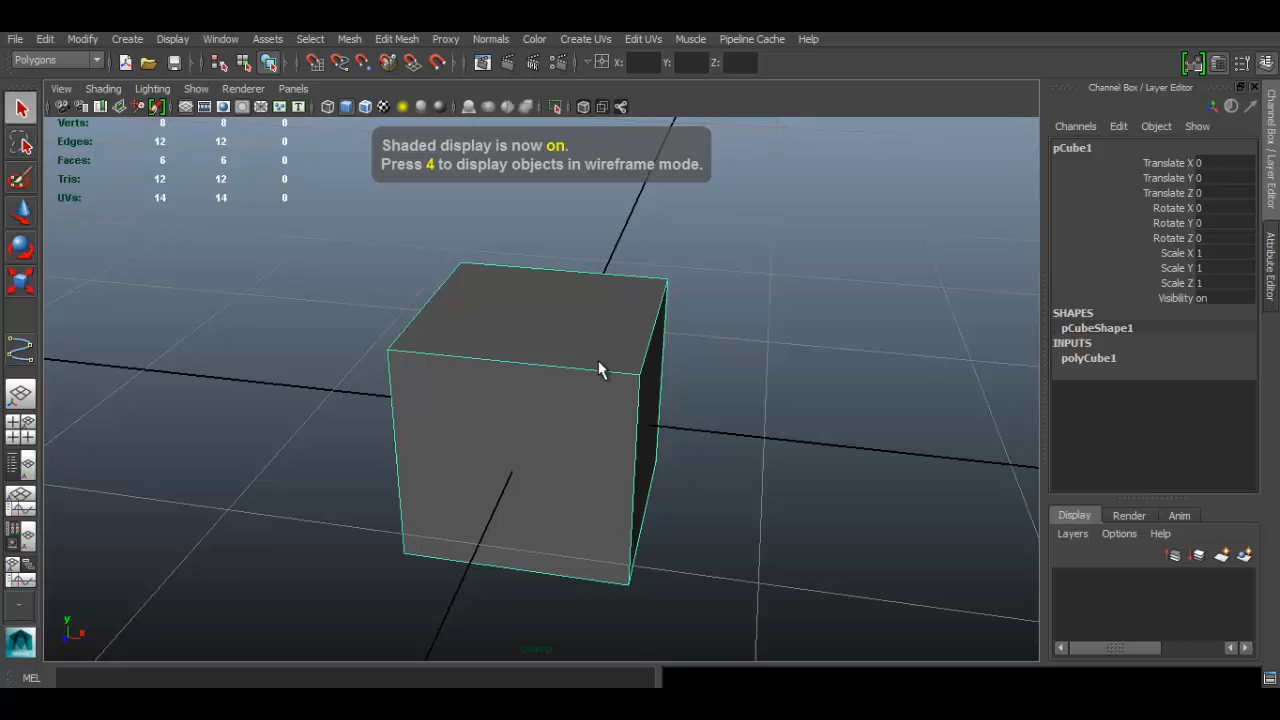 File Edit Modify Create Display Window Assets Select Mesh Edit Mesh Proxy Normals Color Create UVs Edit UVs Muscle Pipeline Cache Help
Polygons
X: Y: Z:
View Shading Lighting Show Renderer Panels
Verts: 8 8 0
Edges: 12 12 0
Faces: 6 6 0
Tris: 12 12 0
UVs: 14 14 0
Shaded display is now on.
Press 4 to display objects in wireframe mode.
y
x
persp
Channel Box / Layer Editor
Channels Edit Object Show
pCube1
Translate X 0
Translate Y 0
Translate Z 0
Rotate X 0
Rotate Y 0
Rotate Z 0
Scale X 1
Scale Y 1
Scale Z 1
Visibility on
SHAPES
pCubeShape1
INPUTS
polyCube1
Display Render Anim
Layers Options Help
Channel Box / Layer Editor
Attribute Editor
MEL